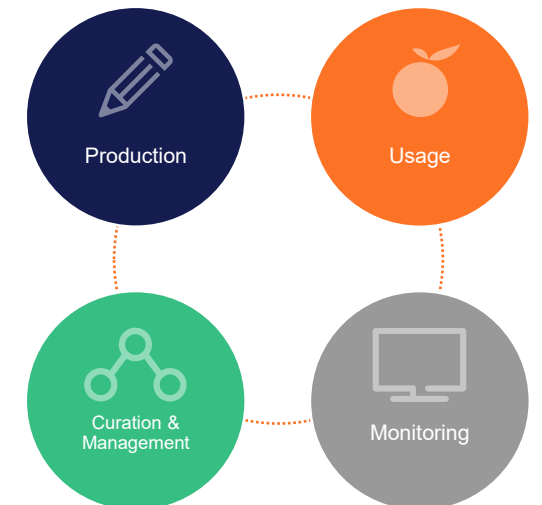 Production
Usage
Curation &
Management
Monitoring